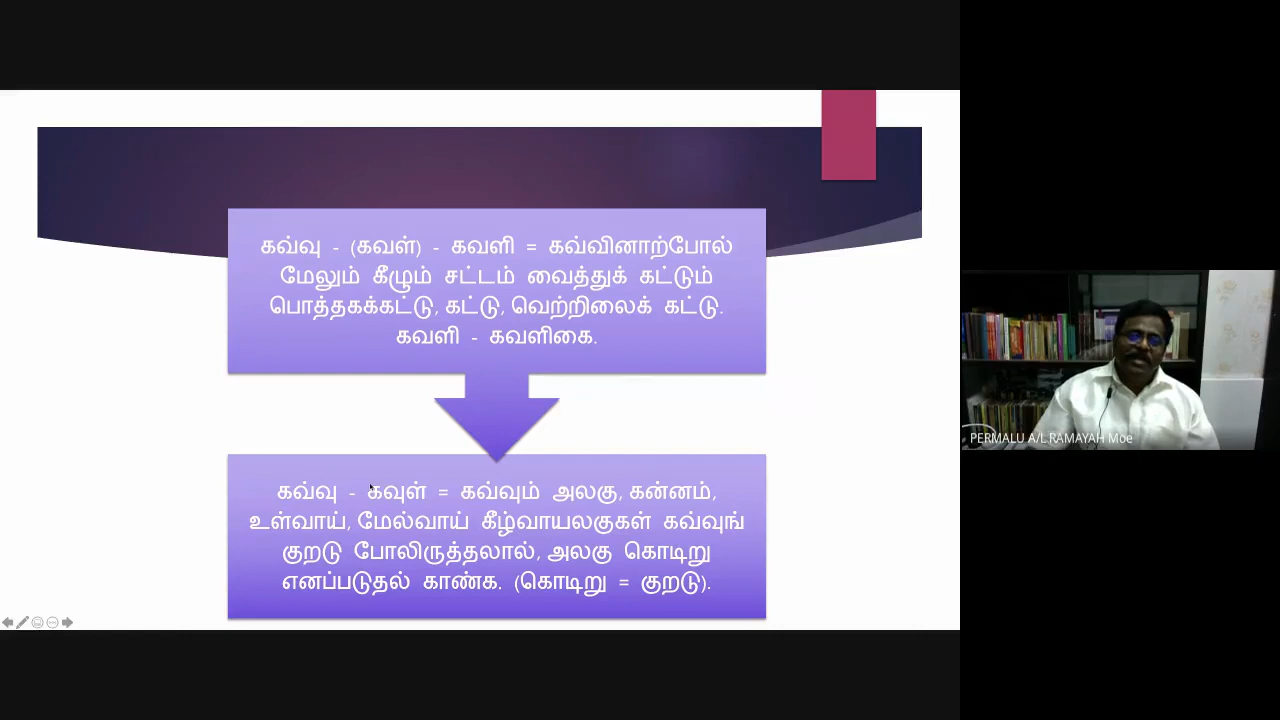 கவ்வு - (கவள்) - கவளி = கவ்வினாற்போல்
மேலும் கீழும் சட்டம் வைத்துக் கட்டும்
பொத்தகக்கட்டு, கட்டு, வெற்றிலைக் கட்டு.
கவளி - கவளிகை.
கவ்வு - கவுள் = கவ்வும் அலகு, கன்னம்,
உள்வாய், மேல்வாய் கீழ்வாயலகுகள் கவ்வுங்
குறடு போலிருத்தலால், அலகு கொடிறு
எனப்படுதல் காண்க. (கொடிறு = குறடு).
PERMALU A/L RAMAYAH Moe